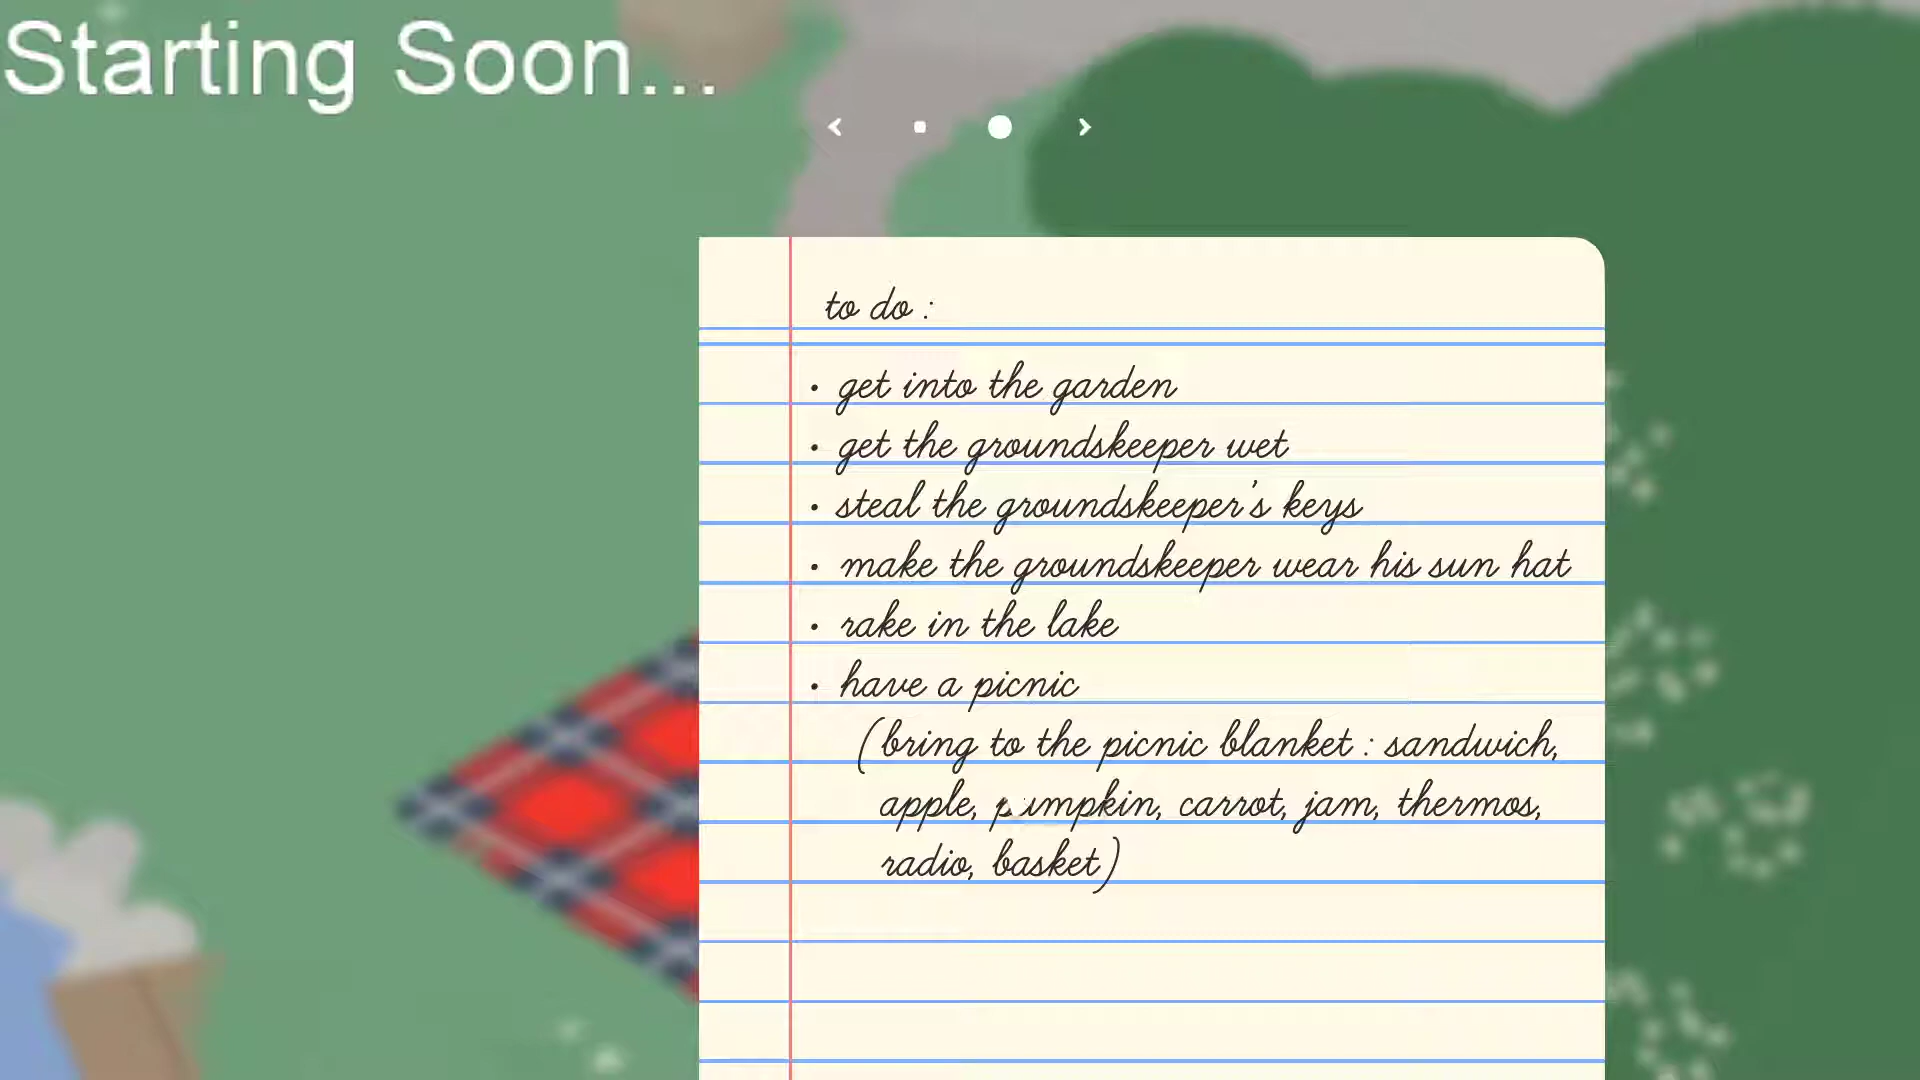 Starting Soon...
to do :
• get into the garden
• get the groundskeeper wet
• steal the groundskeeper's keys
• make the groundskeeper wear his sun hat
• rake in the lake
• have a picnic
(bring to the picnic blanket : sandwich,
apple, pumpkin, carrot, jam, thermos,
radio, basket)